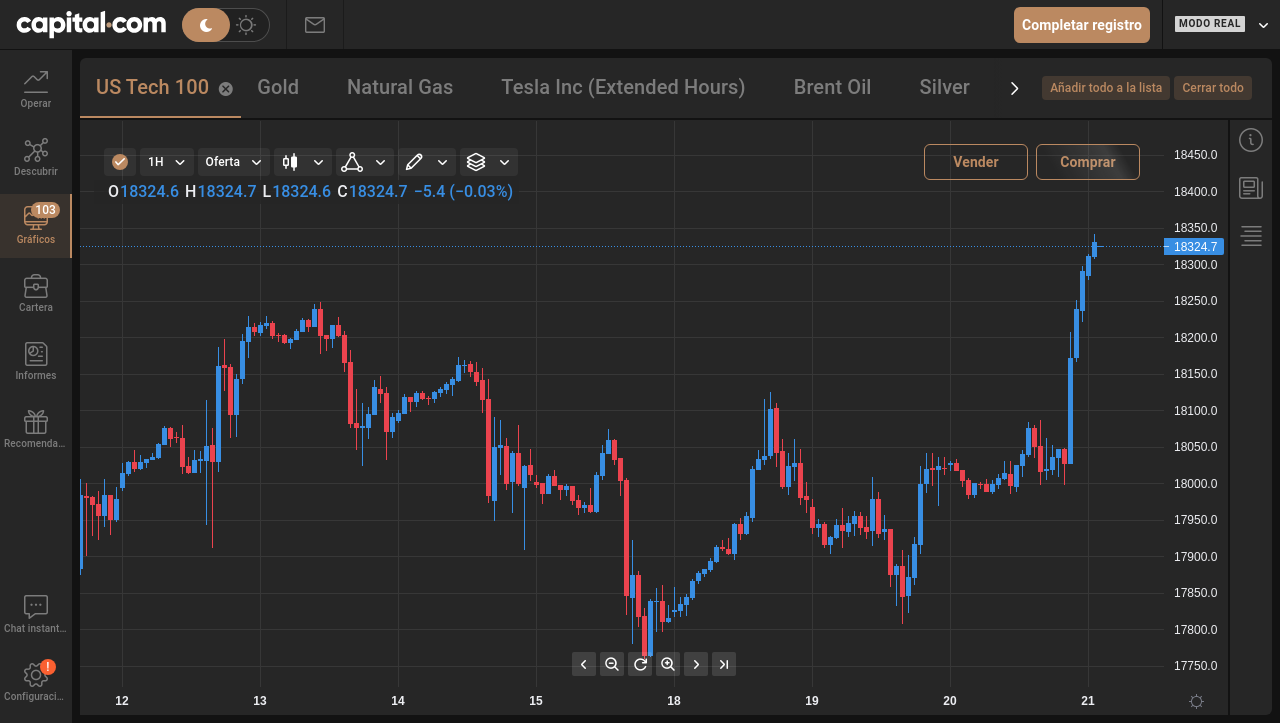 capital.com
Completar registro
MODO REAL
US Tech 100
Gold
Natural Gas
Tesla Inc (Extended Hours)
Brent Oil
Silver
Añadir todo a la lista
Cerrar todo
Operar
Descubrir
103
Gráficos
Cartera
Informes
Recomenda...
Chat instant...
!
Configuraci...
1H
Oferta
Vender
Comprar
O18324.6 H18324.7 L18324.6 C18324.7 −5.4 (−0.03%)
18450.0
18400.0
18350.0
18324.7
18300.0
18250.0
18200.0
18150.0
18100.0
18050.0
18000.0
17950.0
17900.0
17850.0
17800.0
17750.0
12 13 14 15 18 19 20 21